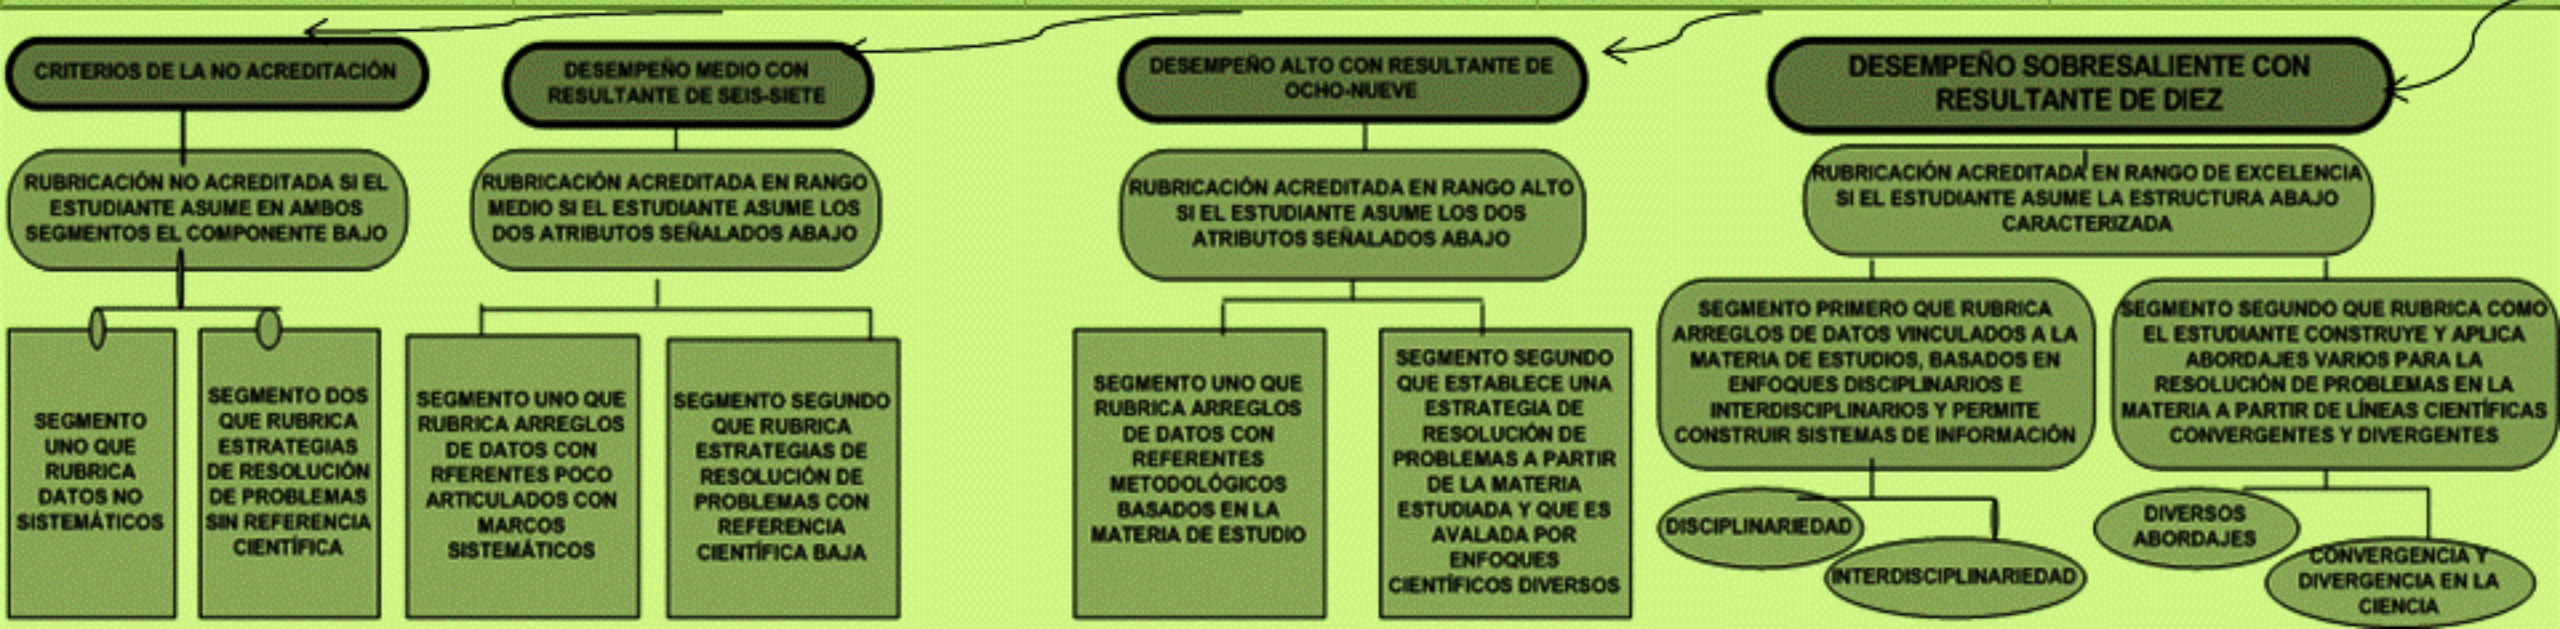 CRITERIOS DE LA NO ACREDITACIÓN
RUBRICACIÓN NO ACREDITADA SI EL
ESTUDIANTE ASUME EN AMBOS
SEGMENTOS EL COMPONENTE BAJO
SEGMENTO
UNO QUE
RUBRICA
DATOS NO
SISTEMÁTICOS
SEGMENTO DOS
QUE RUBRICA
ESTRATEGIAS
DE RESOLUCIÓN
DE PROBLEMAS
SIN REFERENCIA
CIENTÍFICA
DESEMPEÑO MEDIO CON
RESULTANTE DE SEIS-SIETE
RUBRICACIÓN ACREDITADA EN RANGO
MEDIO SI EL ESTUDIANTE ASUME LOS
DOS ATRIBUTOS SEÑALADOS ABAJO
SEGMENTO UNO QUE
RUBRICA ARREGLOS
DE DATOS CON
RFERENTES POCO
ARTICULADOS CON
MARCOS
SISTEMÁTICOS
SEGMENTO SEGUNDO
QUE RUBRICA
ESTRATEGIAS DE
RESOLUCIÓN DE
PROBLEMAS CON
REFERENCIA
CIENTÍFICA BAJA
DESEMPEÑO ALTO CON RESULTANTE DE
OCHO-NUEVE
RUBRICACIÓN ACREDITADA EN RANGO ALTO
SI EL ESTUDIANTE ASUME LOS DOS
ATRIBUTOS SEÑALADOS ABAJO
SEGMENTO UNO QUE
RUBRICA ARREGLOS
DE DATOS CON
REFERENTES
METODOLÓGICOS
BASADOS EN LA
MATERIA DE ESTUDIO
SEGMENTO SEGUNDO
QUE ESTABLECE UNA
ESTRATEGIA DE
RESOLUCIÓN DE
PROBLEMAS A PARTIR
DE LA MATERIA
ESTUDIADA Y QUE ES
AVALADA POR
ENFOQUES
CIENTÍFICOS DIVERSOS
DESEMPEÑO SOBRESALIENTE CON
RESULTANTE DE DIEZ
RUBRICACIÓN ACREDITADA EN RANGO DE EXCELENCIA
SI EL ESTUDIANTE ASUME LA ESTRUCTURA ABAJO
CARACTERIZADA
SEGMENTO PRIMERO QUE RUBRICA
ARREGLOS DE DATOS VINCULADOS A LA
MATERIA DE ESTUDIOS, BASADOS EN
ENFOQUES DISCIPLINARIOS E
INTERDISCIPLINARIOS Y PERMITE
CONSTRUIR SISTEMAS DE INFORMACIÓN
DISCIPLINARIEDAD
INTERDISCIPLINARIEDAD
SEGMENTO SEGUNDO QUE RUBRICA COMO
EL ESTUDIANTE CONSTRUYE Y APLICA
ABORDAJES VARIOS PARA LA
RESOLUCIÓN DE PROBLEMAS EN LA
MATERIA A PARTIR DE LÍNEAS CIENTÍFICAS
CONVERGENTES Y DIVERGENTES
DIVERSOS
ABORDAJES
CONVERGENCIA Y
DIVERGENCIA EN LA
CIENCIA